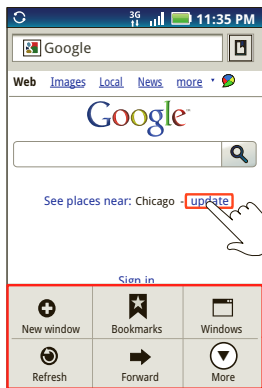 3G 11:35 PM
Google
Web Images Local News more
Google
See places near: Chicago - update
Sign in
New window Bookmarks Windows
Refresh Forward More